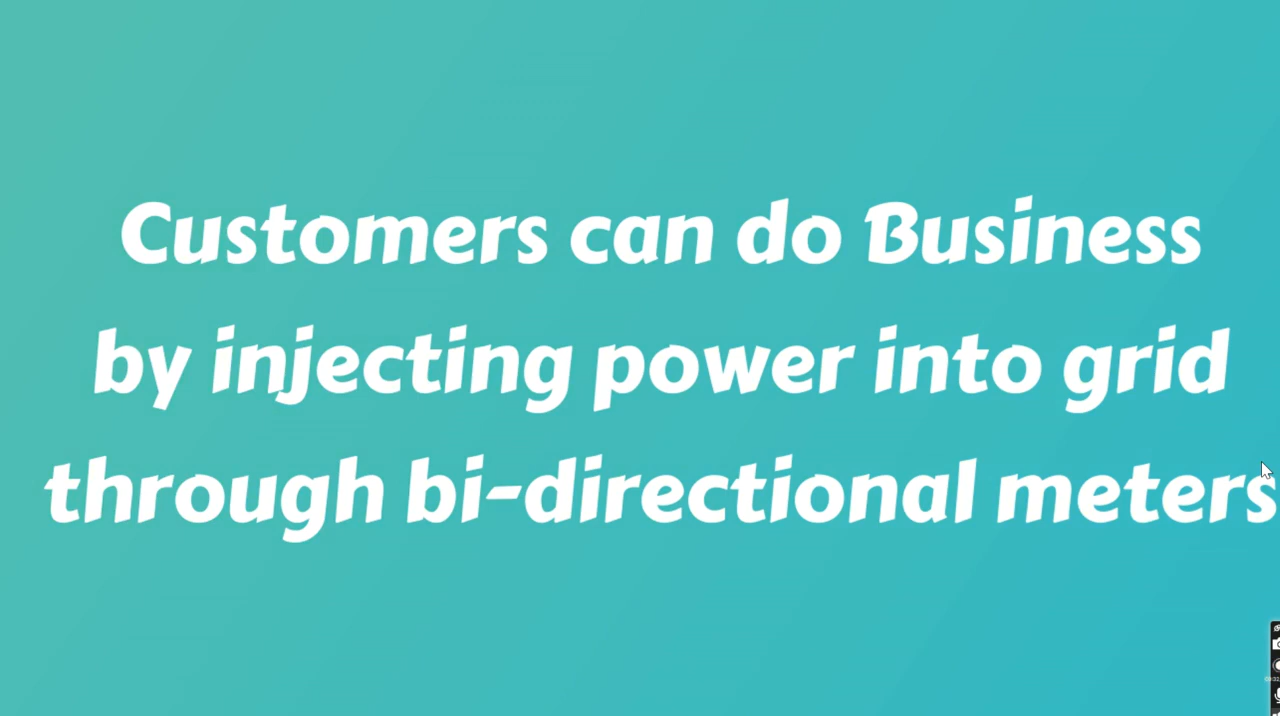 Customers can do Business
by injecting power into grid
through bi-directional meters